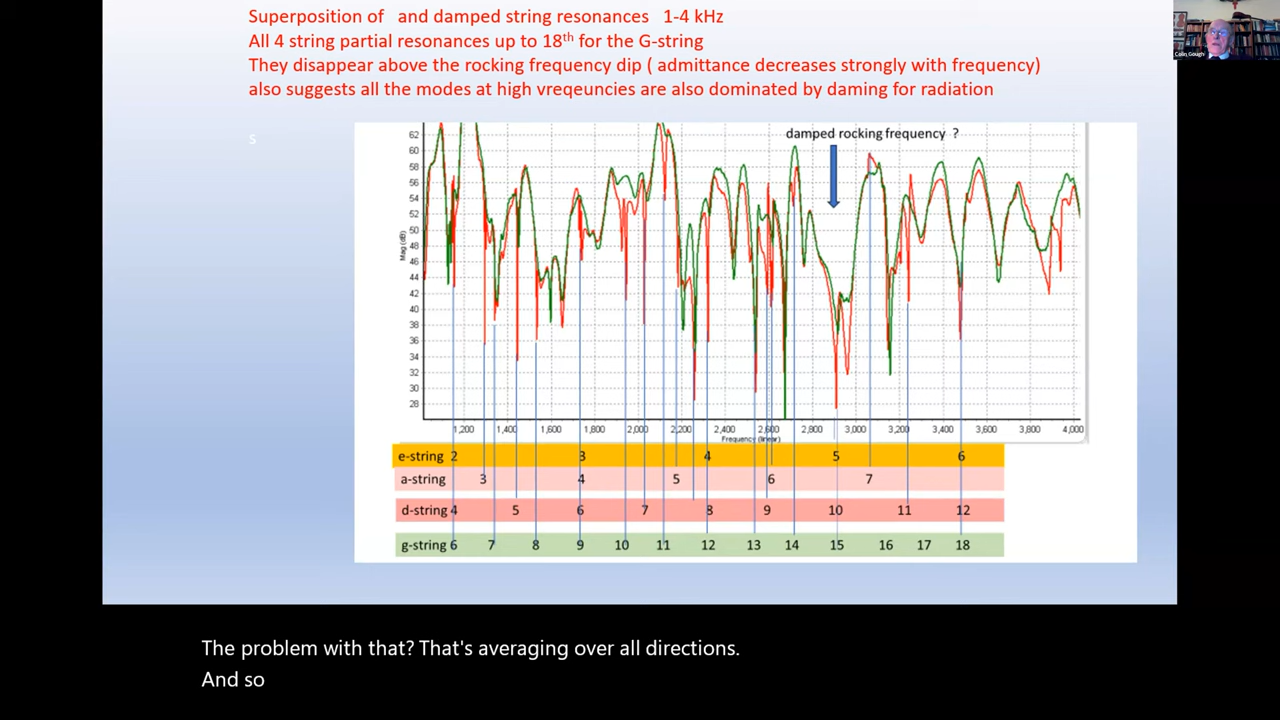 Superposition of and damped string resonances 1-4 kHz
All 4 string partial resonances up to 18th for the G-string
They disappear above the rocking frequency dip ( admittance decreases strongly with frequency)
also suggests all the modes at high vreqeuncies are also dominated by daming for radiation
Colin Gough
s
damped rocking frequency ?
62
60
58
56
54
52
50
48
46
44
42
40
38
36
34
32
30
28
Mag (dB)
1,200 1,400 1,600 1,800 2,000 2,200 2,400 2,600 2,800 3,000 3,200 3,400 3,600 3,800 4,000
Frequency (linear)
e-string 2 3 4 5 6
a-string 3 4 5 6 7
d-string 4 5 6 7 8 9 10 11 12
g-string 6 7 8 9 10 11 12 13 14 15 16 17 18
The problem with that? That's averaging over all directions.
And so